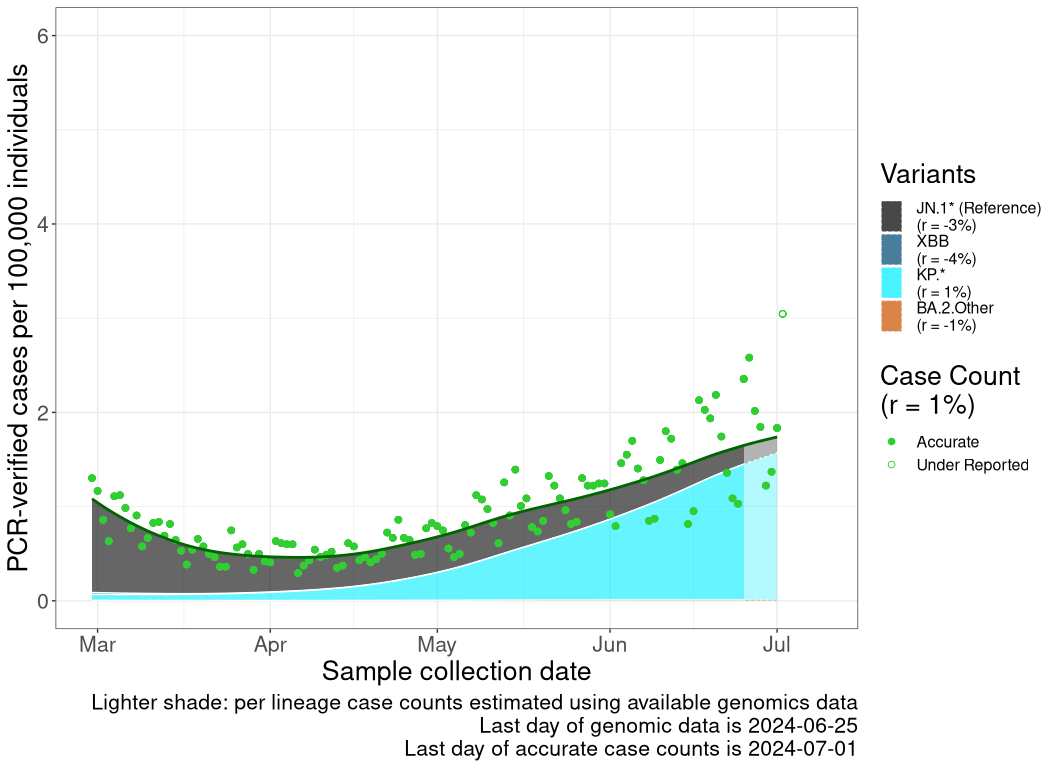 PCR-verified cases per 100,000 individuals
6
4
2
0
Mar Apr May Jun Jul
Sample collection date
Lighter shade: per lineage case counts estimated using available genomics data
Last day of genomic data is 2024-06-25
Last day of accurate case counts is 2024-07-01
Variants
JN.1* (Reference)
(r = -3%)
XBB
(r = -4%)
KP.*
(r = 1%)
BA.2.Other
(r = -1%)
Case Count
(r = 1%)
Accurate
Under Reported